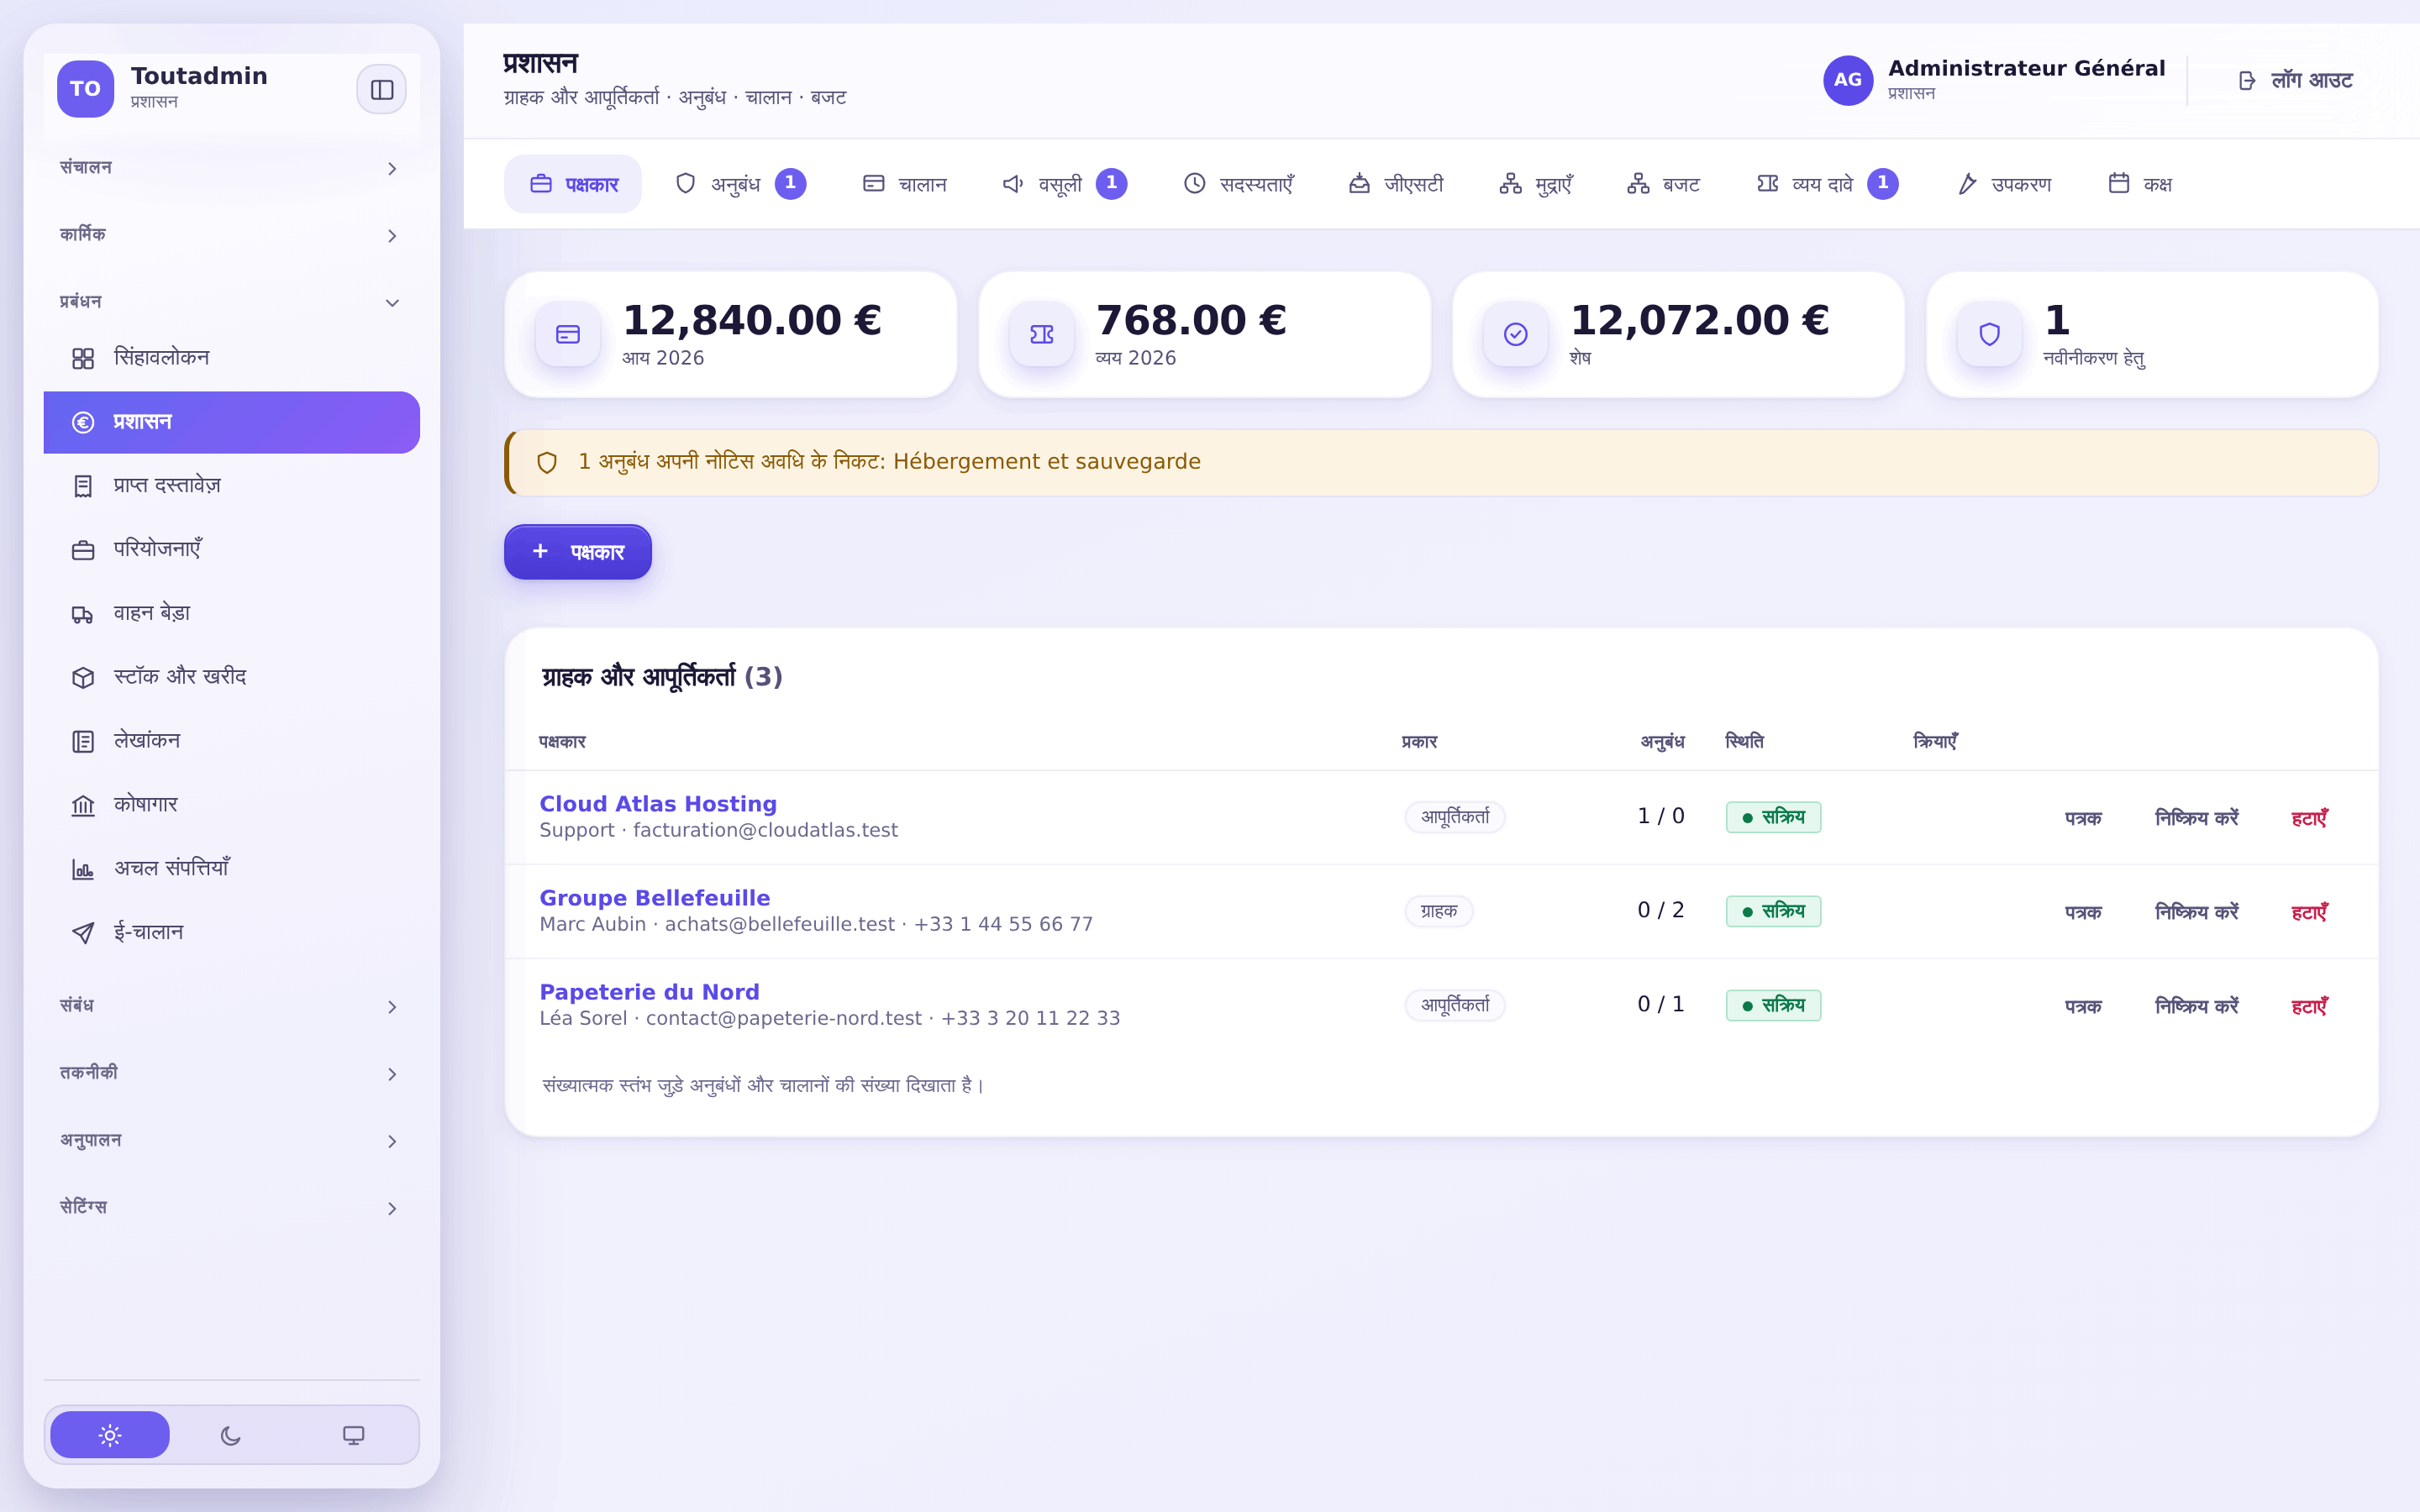 TO
Toutadmin
प्रशासन
संचालन
कार्मिक
प्रबंधन
सिंहावलोकन
प्रशासन
प्राप्त दस्तावेज़
परियोजनाएँ
वाहन बेड़ा
स्टॉक और खरीद
लेखांकन
कोषागार
अचल संपत्तियाँ
ई-चालान
संबंध
तकनीकी
अनुपालन
सेटिंग्स
प्रशासन
ग्राहक और आपूर्तिकर्ता · अनुबंध · चालान · बजट
AG
Administrateur Général
प्रशासन
लॉग आउट
पक्षकार
अनुबंध 1
चालान
वसूली 1
सदस्यताएँ
जीएसटी
मुद्राएँ
बजट
व्यय दावे 1
उपकरण
कक्ष
12,840.00 €
आय 2026
768.00 €
व्यय 2026
12,072.00 €
शेष
1
नवीनीकरण हेतु
1 अनुबंध अपनी नोटिस अवधि के निकट: Hébergement et sauvegarde
+ पक्षकार
ग्राहक और आपूर्तिकर्ता (3)
पक्षकार प्रकार अनुबंध स्थिति क्रियाएँ
Cloud Atlas Hosting
Support · facturation@cloudatlas.test
आपूर्तिकर्ता 1 / 0 सक्रिय पत्रक निष्क्रिय करें हटाएँ
Groupe Bellefeuille
Marc Aubin · achats@bellefeuille.test · +33 1 44 55 66 77
ग्राहक 0 / 2 सक्रिय पत्रक निष्क्रिय करें हटाएँ
Papeterie du Nord
Léa Sorel · contact@papeterie-nord.test · +33 3 20 11 22 33
आपूर्तिकर्ता 0 / 1 सक्रिय पत्रक निष्क्रिय करें हटाएँ
संख्यात्मक स्तंभ जुड़े अनुबंधों और चालानों की संख्या दिखाता है।